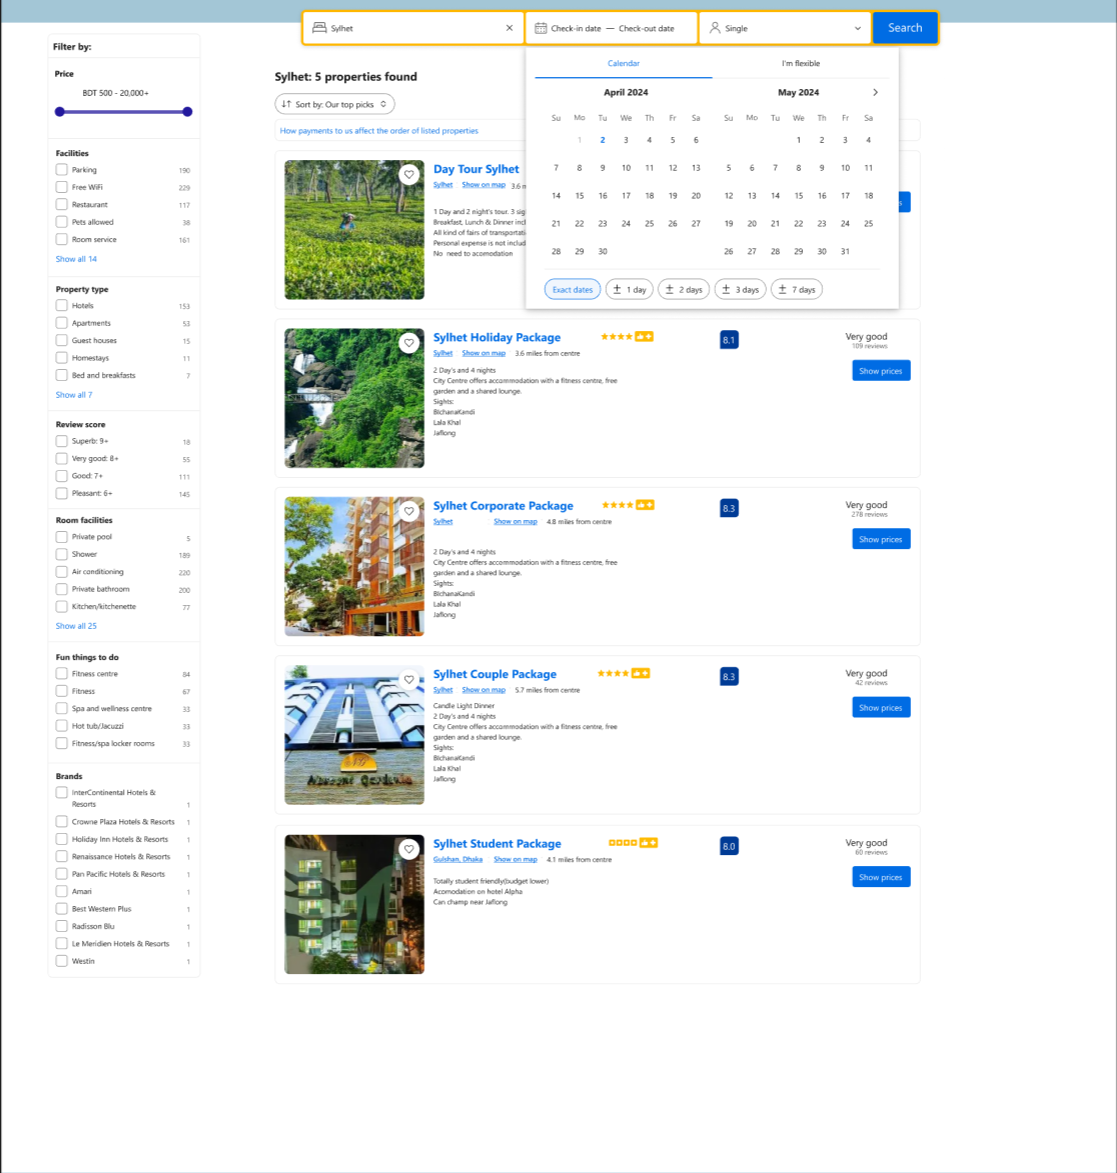 Sylhet
Check-in date — Check-out date
Single
Search
Filter by:
Price
BDT 500 - 20,000+
Facilities
Parking 190
Free WiFi 229
Restaurant 117
Pets allowed 38
Room service 161
Show all 14
Property type
Hotels 153
Apartments 53
Guest houses 15
Homestays 11
Bed and breakfasts 7
Show all 7
Review score
Superb: 9+ 18
Very good: 8+ 55
Good: 7+ 111
Pleasant: 6+ 145
Room facilities
Private pool 5
Shower 189
Air conditioning 220
Private bathroom 200
Kitchen/kitchenette 77
Show all 25
Fun things to do
Fitness centre 84
Fitness 67
Spa and wellness centre 33
Hot tub/Jacuzzi 33
Fitness/spa locker rooms 33
Brands
InterContinental Hotels &
Resorts 1
Crowne Plaza Hotels & Resorts 1
Holiday Inn Hotels & Resorts 1
Renaissance Hotels & Resorts 1
Pan Pacific Hotels & Resorts 1
Amari 1
Best Western Plus 1
Radisson Blu 1
Le Meridien Hotels & Resorts 1
Westin 1
Sylhet: 5 properties found
Sort by: Our top picks
How payments to us affect the order of listed properties
Calendar I'm flexible
April 2024 May 2024
Su Mo Tu We Th Fr Sa Su Mo Tu We Th Fr Sa
1 2 3 4 5 6 1 2 3 4
7 8 9 10 11 12 13 5 6 7 8 9 10 11
14 15 16 17 18 19 20 12 13 14 15 16 17 18
21 22 23 24 25 26 27 19 20 21 22 23 24 25
28 29 30 26 27 28 29 30 31
Exact dates ± 1 day ± 2 days ± 3 days ± 7 days
Day Tour Sylhet
Sylhet Show on map 3.6 m
1 Day and 2 night's tour. 3 sig
Breakfast, Lunch & Dinner incl
All kind of fairs of transportati
Personal expense is not includ
No need to acomodation
s
Sylhet Holiday Package 8.1 Very good
109 reviews
Sylhet Show on map 3.6 miles from centre
Show prices
2 Day's and 4 nights
City Centre offers accommodation with a fitness centre, free
garden and a shared lounge.
Sights:
BichanaKandi
Lala Khal
Jaflong
Sylhet Corporate Package 8.3 Very good
278 reviews
Sylhet Show on map 4.8 miles from centre
Show prices
2 Day's and 4 nights
City Centre offers accommodation with a fitness centre, free
garden and a shared lounge.
Sights:
BichanaKandi
Lala Khal
Jaflong
Sylhet Couple Package 8.3 Very good
42 reviews
Sylhet Show on map 5.7 miles from centre
Show prices
Candle Light Dinner
2 Day's and 4 nights
City Centre offers accommodation with a fitness centre, free
garden and a shared lounge.
Sights:
BichanaKandi
Lala Khal
Jaflong
Sylhet Student Package 8.0 Very good
60 reviews
Gulshan, Dhaka Show on map 4.1 miles from centre
Show prices
Totally student friendly(budget lower)
Acomodation on hotel Alpha
Can champ near Jaflong